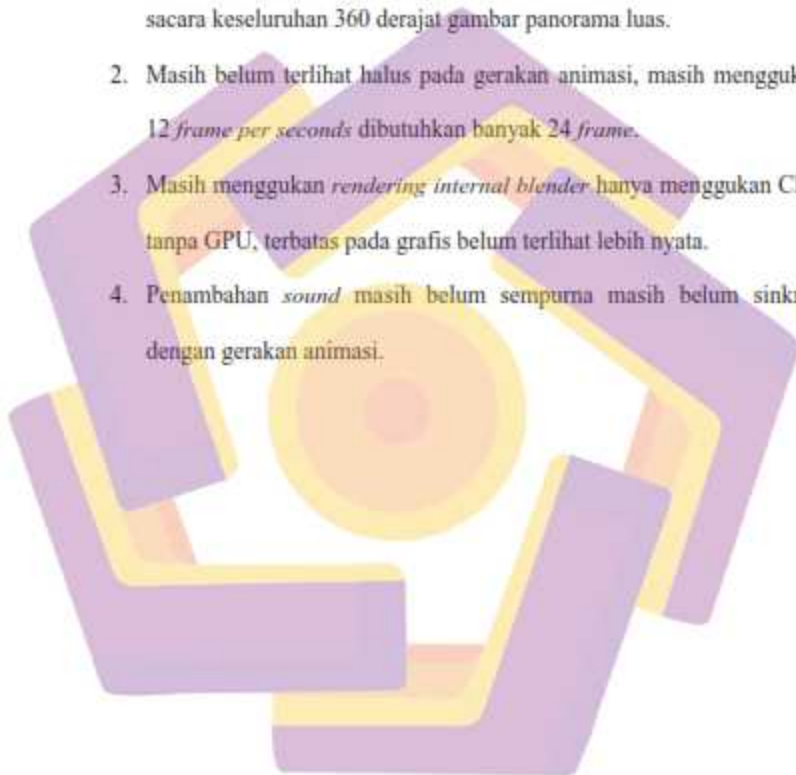 sacara keseluruhan 360 derajat gambar panorama luas.
2. Masih belum terlihat halus pada gerakan animasi, masih mengguk
12 frame per seconds dibutuhkan banyak 24 frame.
3. Masih menggukan rendering internal blender hanya menggukan C
tanpa GPU, terbatas pada grafis belum terlihat lebih nyata.
4. Penambahan sound masih belum sempurna masih belum sink
dengan gerakan animasi.